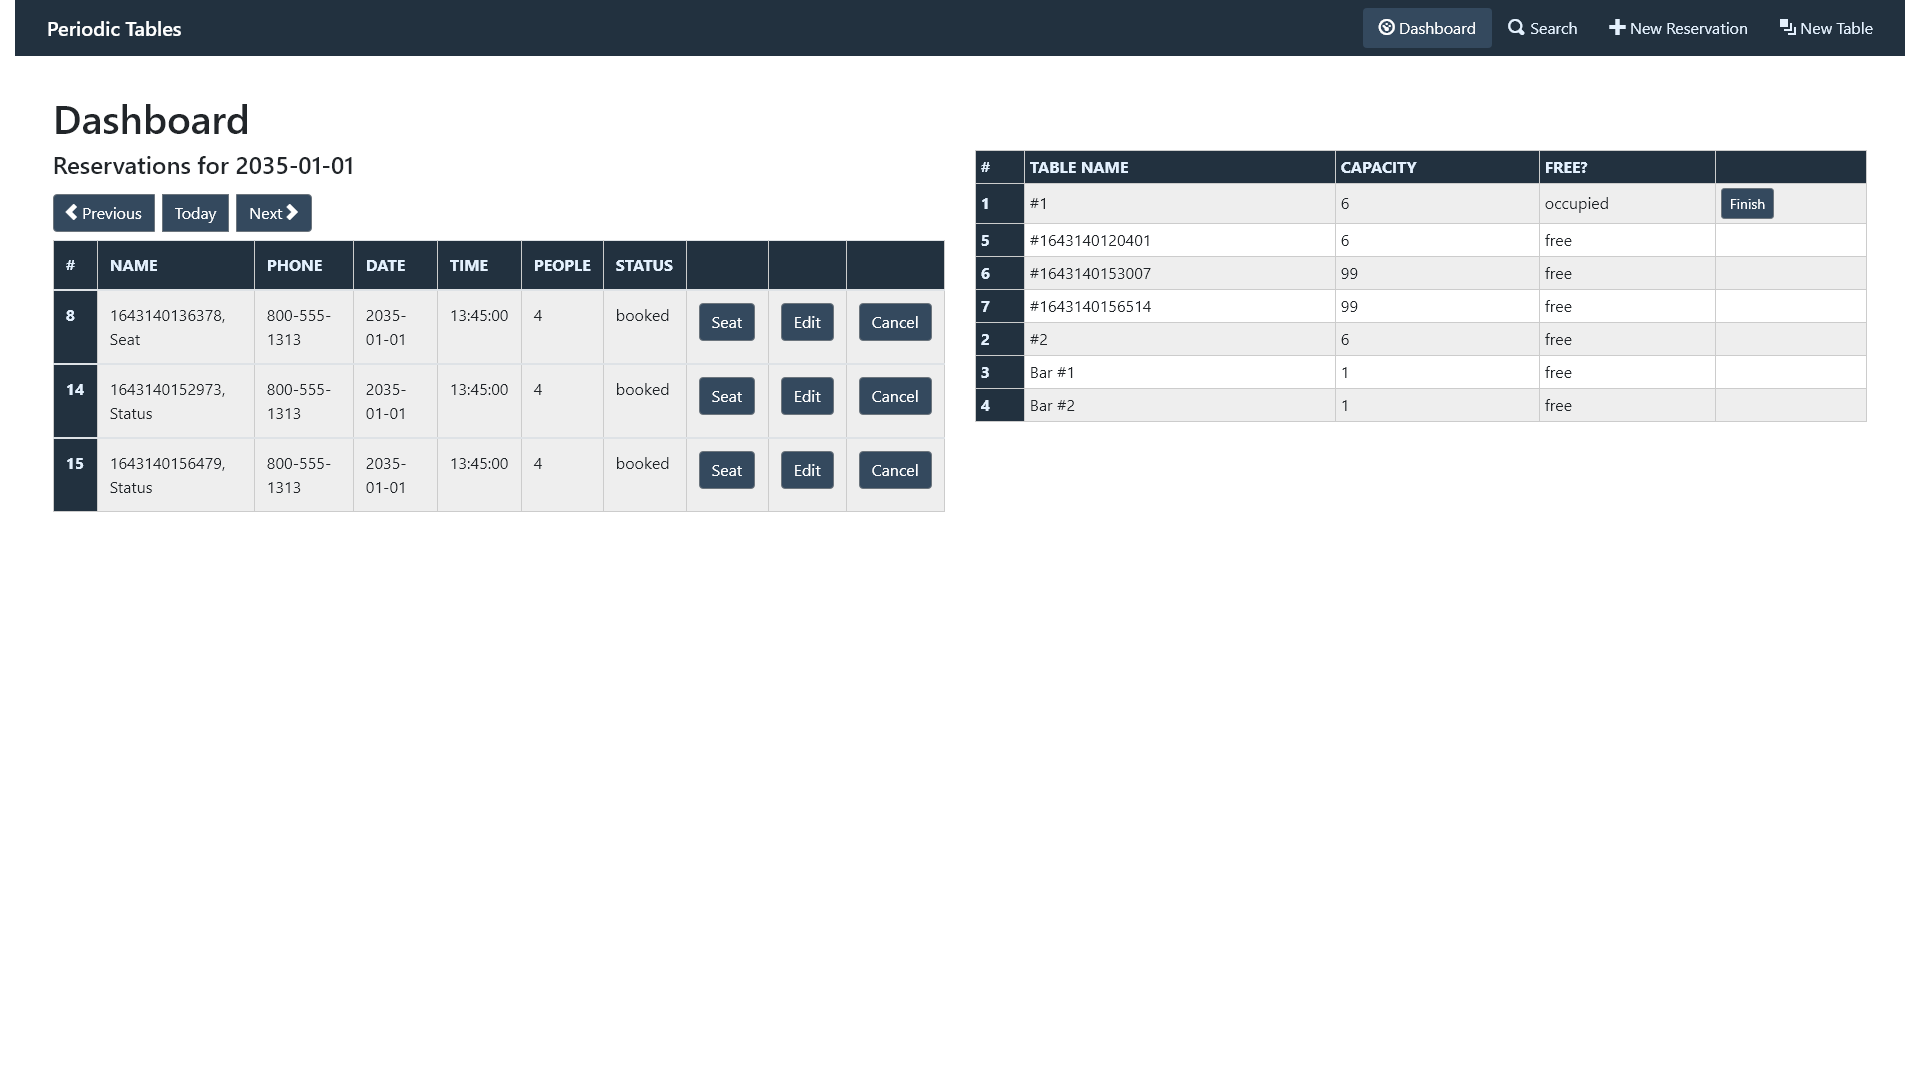 Periodic Tables
Dashboard
Search
New Reservation
New Table
Dashboard
Reservations for 2035-01-01
Previous
Today
Next
# NAME PHONE DATE TIME PEOPLE STATUS
8 1643140136378, 800-555- 2035- 13:45:00 4 booked Seat Edit Cancel
Seat 1313 01-01
14 1643140152973, 800-555- 2035- 13:45:00 4 booked Seat Edit Cancel
Status 1313 01-01
15 1643140156479, 800-555- 2035- 13:45:00 4 booked Seat Edit Cancel
Status 1313 01-01
# TABLE NAME CAPACITY FREE?
1 #1 6 occupied Finish
5 #1643140120401 6 free
6 #1643140153007 99 free
7 #1643140156514 99 free
2 #2 6 free
3 Bar #1 1 free
4 Bar #2 1 free